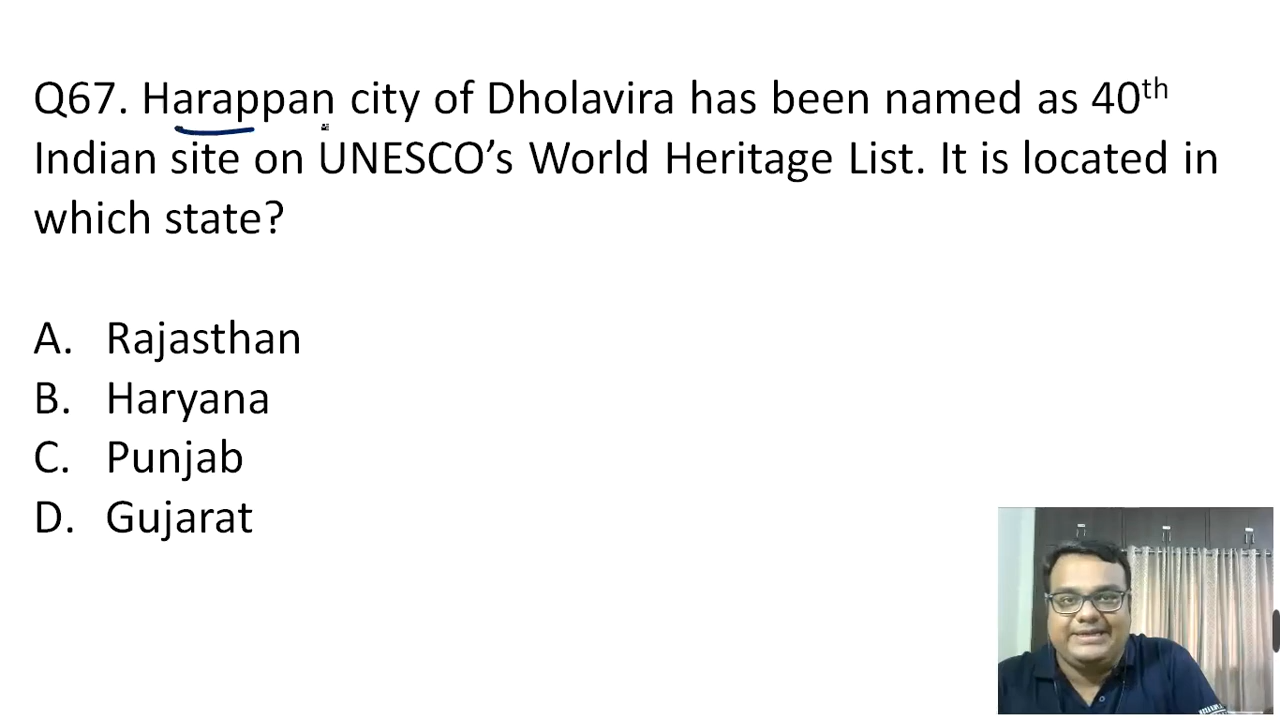 Q67. Harappan city of Dholavira has been named as 40th
Indian site on UNESCO’s World Heritage List. It is located in
which state?
A. Rajasthan
B. Haryana
C. Punjab
D. Gujarat